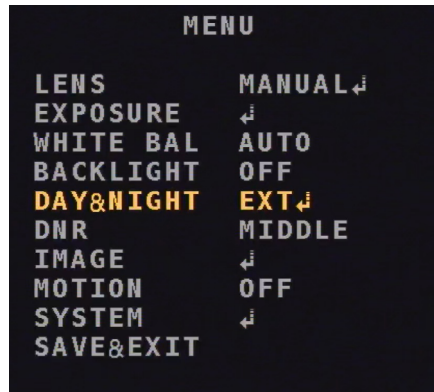 MENU
LENS MANUAL↲
EXPOSURE ↲
WHITE BAL AUTO
BACKLIGHT OFF
DAY&NIGHT EXT↲
DNR MIDDLE
IMAGE ↲
MOTION OFF
SYSTEM ↲
SAVE&EXIT